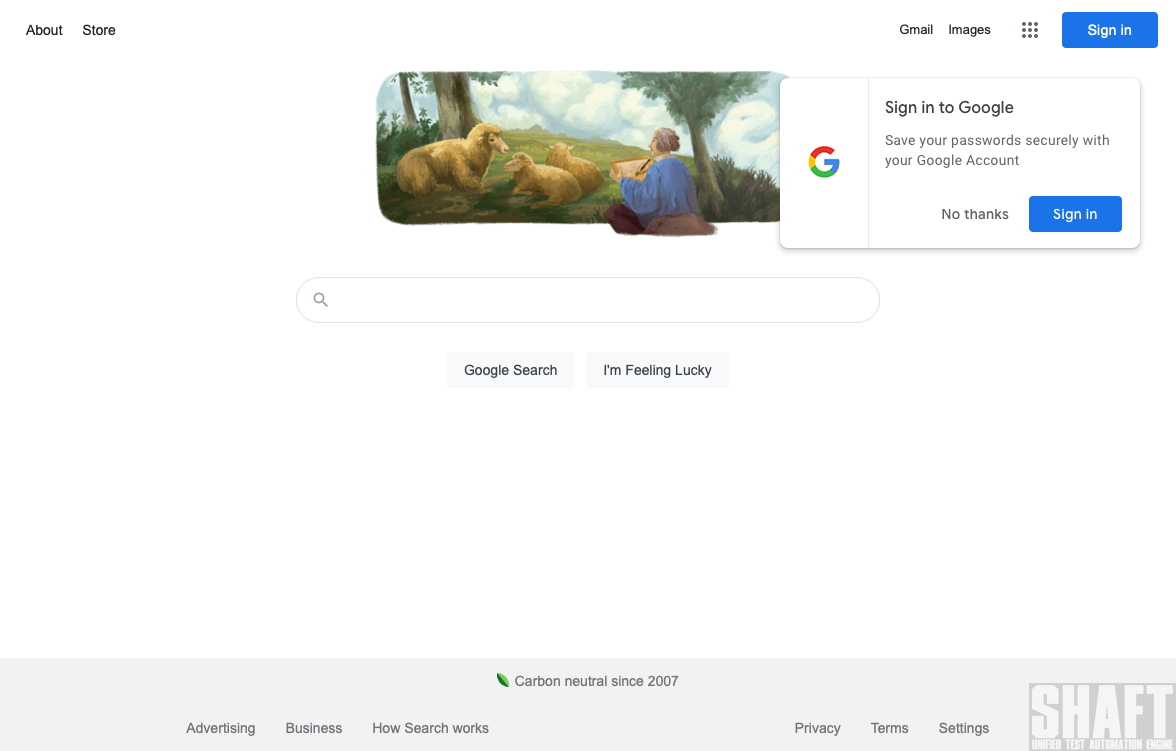 About Store
Gmail Images
Sign in
Sign in to Google
Save your passwords securely with
your Google Account
No thanks
Sign in
Google Search
I'm Feeling Lucky
Carbon neutral since 2007
Advertising Business How Search works
Privacy Terms Settings
SHAFT
UNIFIED TEST AUTOMATION ENGINE